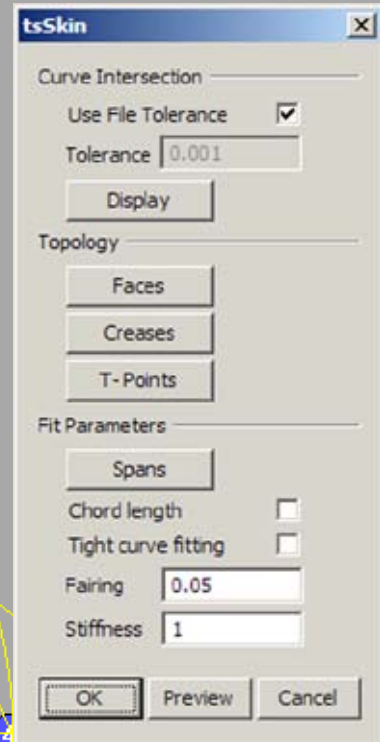 tsSkin
Curve Intersection
Use File Tolerance
Tolerance 0.001
Display
Topology
Faces
Creases
T-Points
Fit Parameters
Spans
Chord length
Tight curve fitting
Fairing 0.05
Stiffness 1
OK Preview Cancel